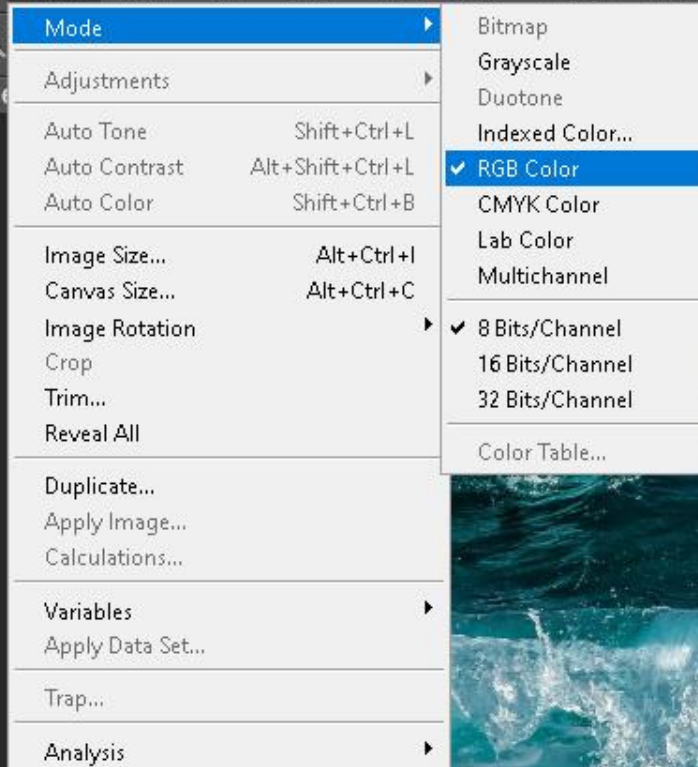 Mode
Adjustments
Auto Tone Shift+Ctrl+L
Auto Contrast Alt+Shift+Ctrl+L
Auto Color Shift+Ctrl+B
Image Size... Alt+Ctrl+I
Canvas Size... Alt+Ctrl+C
Image Rotation
Crop
Trim...
Reveal All
Duplicate...
Apply Image...
Calculations...
Variables
Apply Data Set...
Trap...
Analysis
Bitmap
Grayscale
Duotone
Indexed Color...
RGB Color
CMYK Color
Lab Color
Multichannel
8 Bits/Channel
16 Bits/Channel
32 Bits/Channel
Color Table...